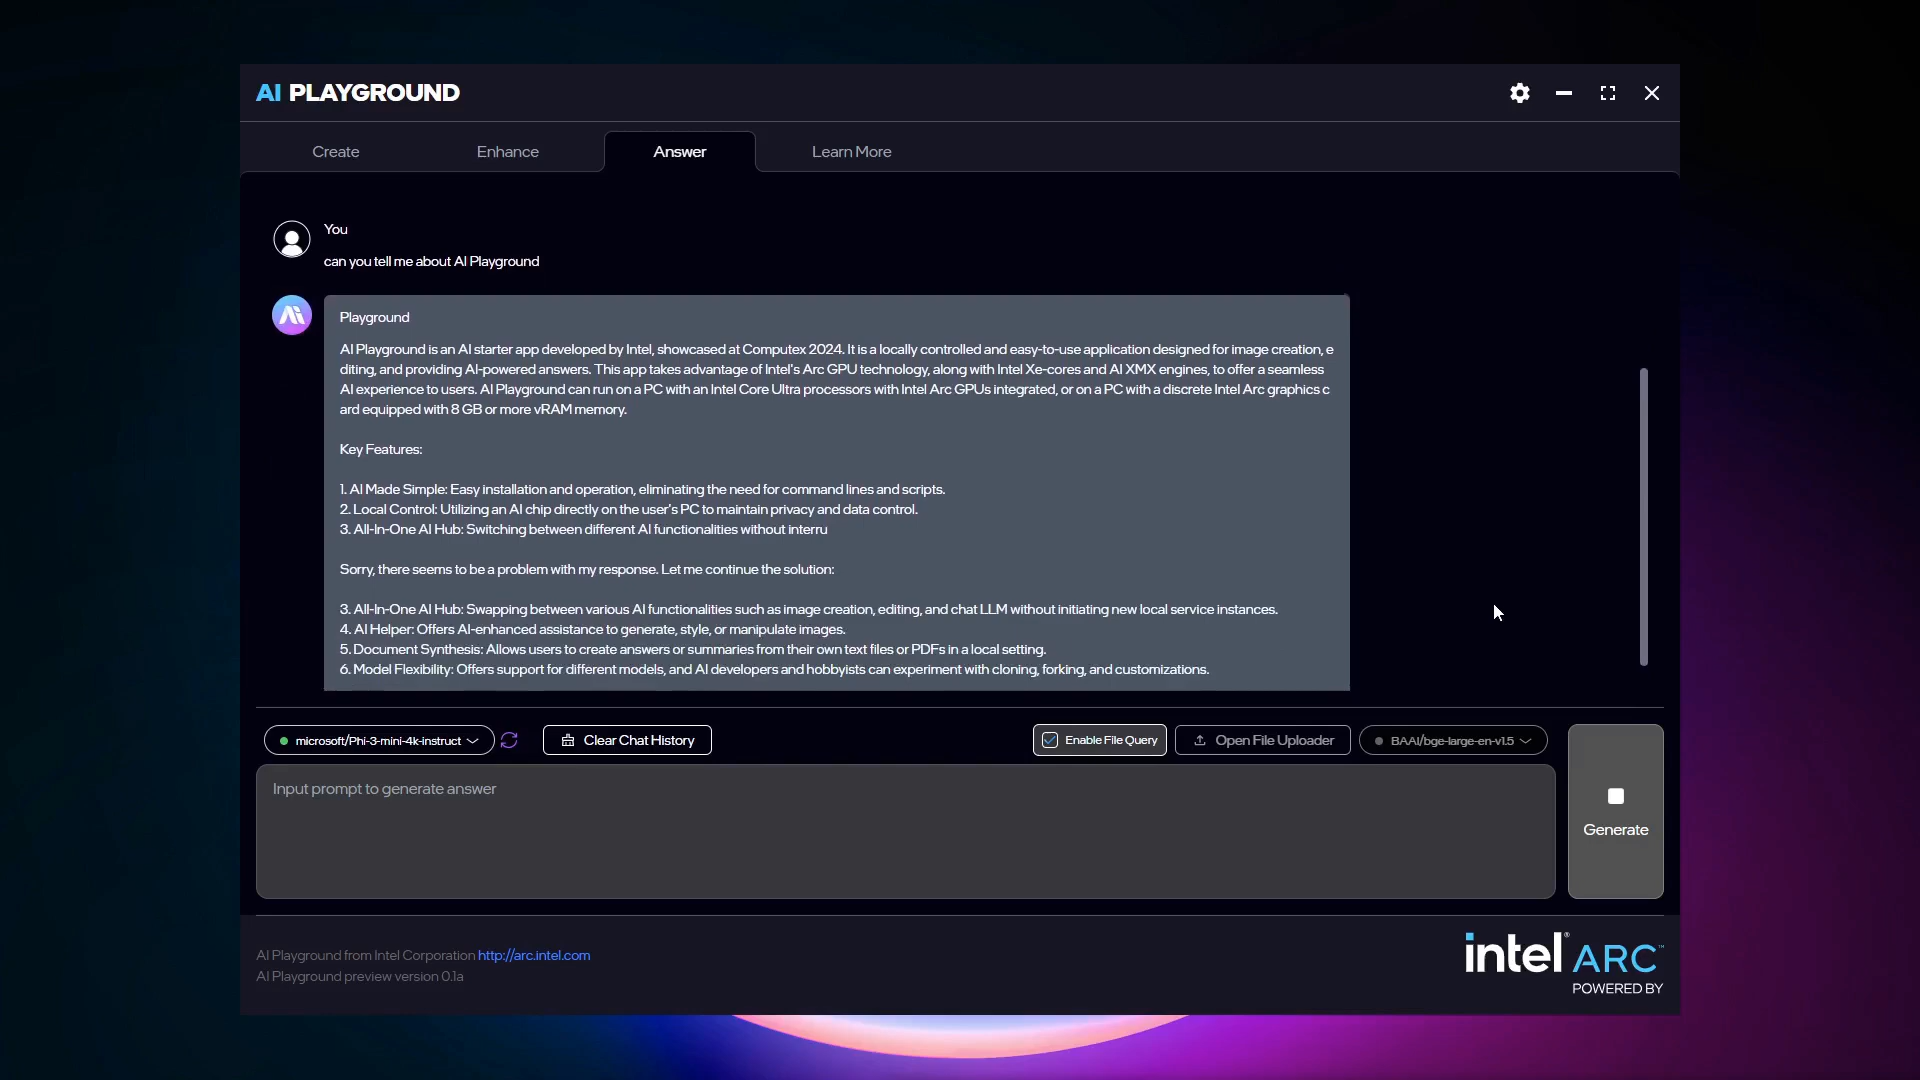 AI PLAYGROUND
Create
Enhance
Answer
Learn More
You
can you tell me about AI Playground
Playground
AI Playground is an AI starter app developed by Intel, showcased at Computex 2024. It is a locally controlled and easy-to-use application designed for image creation, e
diting, and providing AI-powered answers. This app takes advantage of Intel's Arc GPU technology, along with Intel Xe-cores and AI XMX engines, to offer a seamless
AI experience to users. AI Playground can run on a PC with an Intel Core Ultra processors with Intel Arc GPUs integrated, or on a PC with a discrete Intel Arc graphics c
ard equipped with 8 GB or more vRAM memory.
Key Features:
1. AI Made Simple: Easy installation and operation, eliminating the need for command lines and scripts.
2. Local Control: Utilizing an AI chip directly on the user's PC to maintain privacy and data control.
3. All-In-One AI Hub: Switching between different AI functionalities without interru
Sorry, there seems to be a problem with my response. Let me continue the solution:
3. All-In-One AI Hub: Swapping between various AI functionalities such as image creation, editing, and chat LLM without initiating new local service instances.
4. AI Helper: Offers AI-enhanced assistance to generate, style, or manipulate images.
5. Document Synthesis: Allows users to create answers or summaries from their own text files or PDFs in a local setting.
6. Model Flexibility: Offers support for different models, and AI developers and hobbyists can experiment with cloning, forking, and customizations.
microsoft/Phi-3-mini-4k-instruct
Clear Chat History
Enable File Query
Open File Uploader
BAAI/bge-large-en-v1.5
Input prompt to generate answer
Generate
AI Playground from Intel Corporation http://arc.intel.com
AI Playground preview version 0.1a
intel® ARC™
POWERED BY